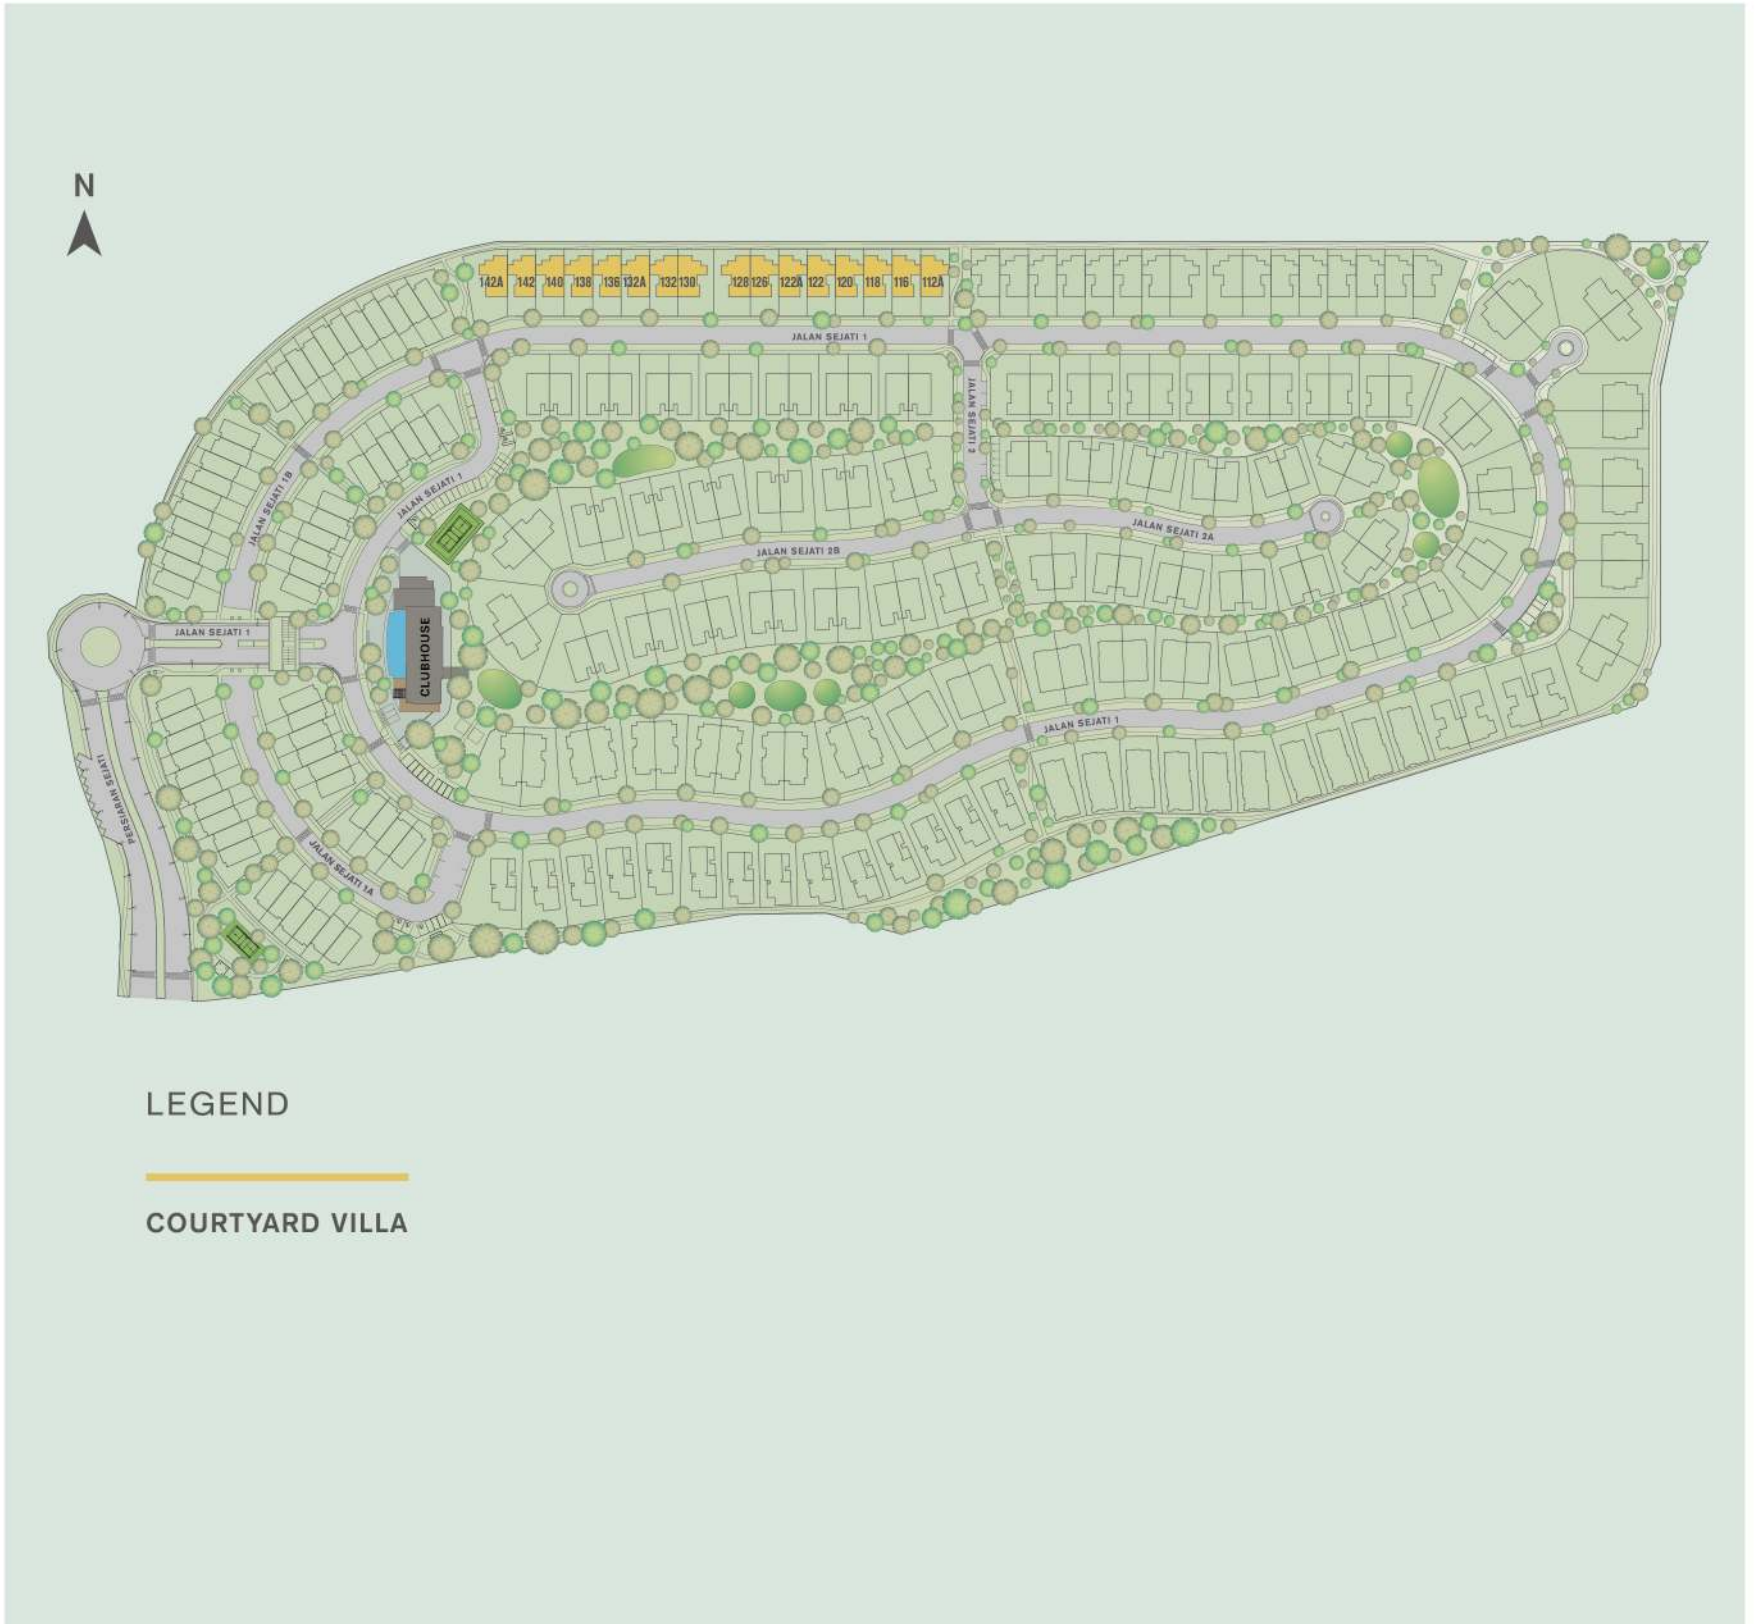 N
142A 142 140 138 136 132A 132 130 128 126 122A 122 120 118 116 112A
JALAN SEJATI 1
JALAN SEJATI 2
JALAN SEJATI 1B
JALAN SEJATI 1
JALAN SEJATI 2A
JALAN SEJATI 2B
JALAN SEJATI 1
CLUBHOUSE
JALAN SEJATI 1
PERSIARAN SEJATI
JALAN SEJATI 1A
LEGEND
COURTYARD VILLA